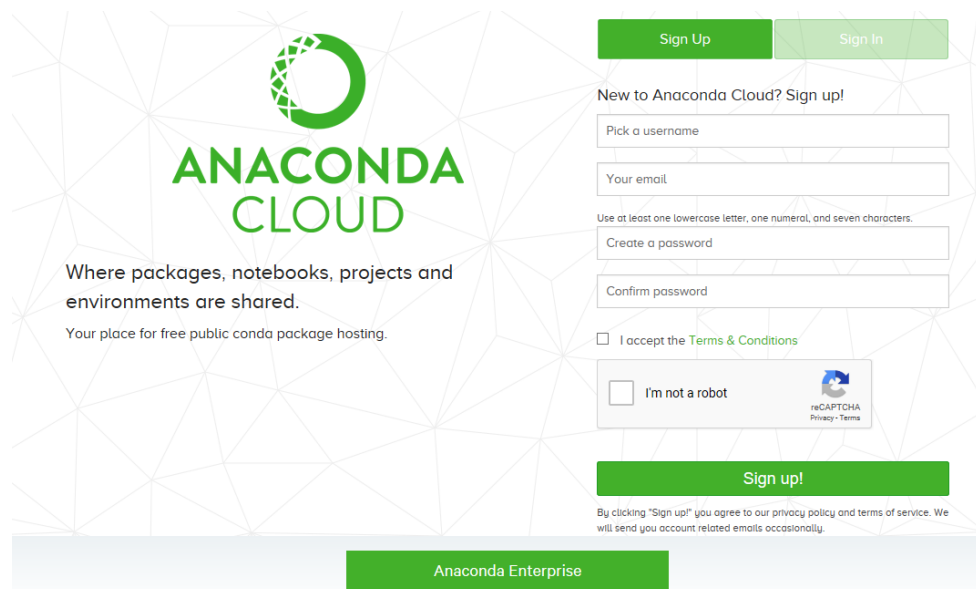 ANACONDA
CLOUD
Where packages, notebooks, projects and
environments are shared.
Your place for free public conda package hosting.
Sign Up
Sign In
New to Anaconda Cloud? Sign up!
Pick a username
Your email
Use at least one lowercase letter, one numeral, and seven characters.
Create a password
Confirm password
I accept the Terms & Conditions
I'm not a robot
reCAPTCHA
Privacy - Terms
Sign up!
By clicking "Sign up!" you agree to our privacy policy and terms of service. We
will send you account related emails occasionally.
Anaconda Enterprise